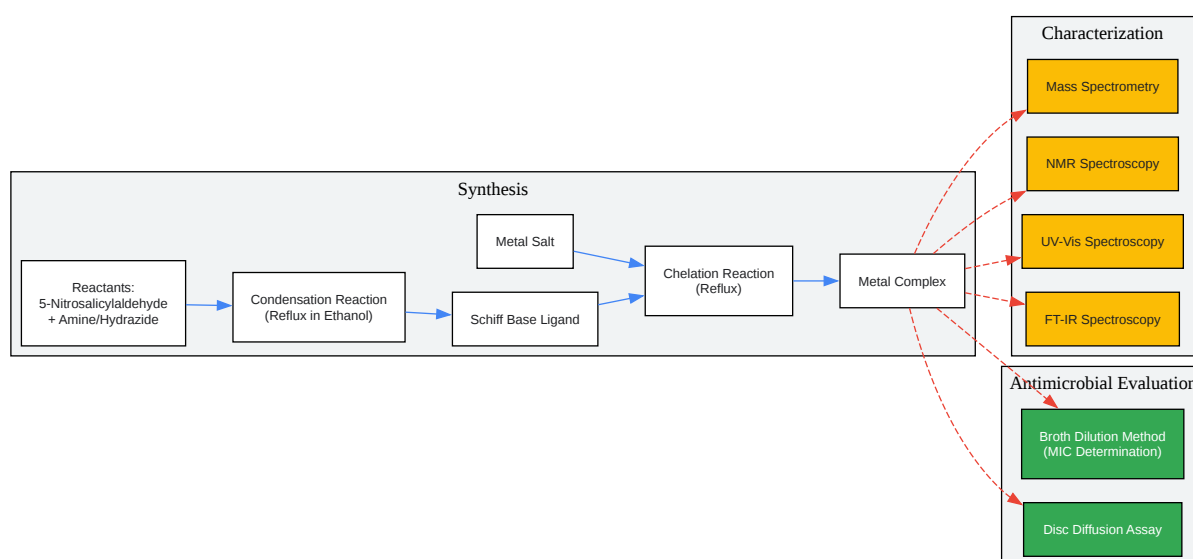 Synthesis
Reactants:
5-Nitrosalicylaldehyde
+ Amine/Hydrazide
Condensation Reaction
(Reflux in Ethanol)
Metal Salt
Schiff Base Ligand
Chelation Reaction
(Reflux)
Metal Complex
Characterization
Mass Spectrometry
NMR Spectroscopy
UV-Vis Spectroscopy
FT-IR Spectroscopy
Antimicrobial Evaluation
Broth Dilution Method
(MIC Determination)
Disc Diffusion Assay